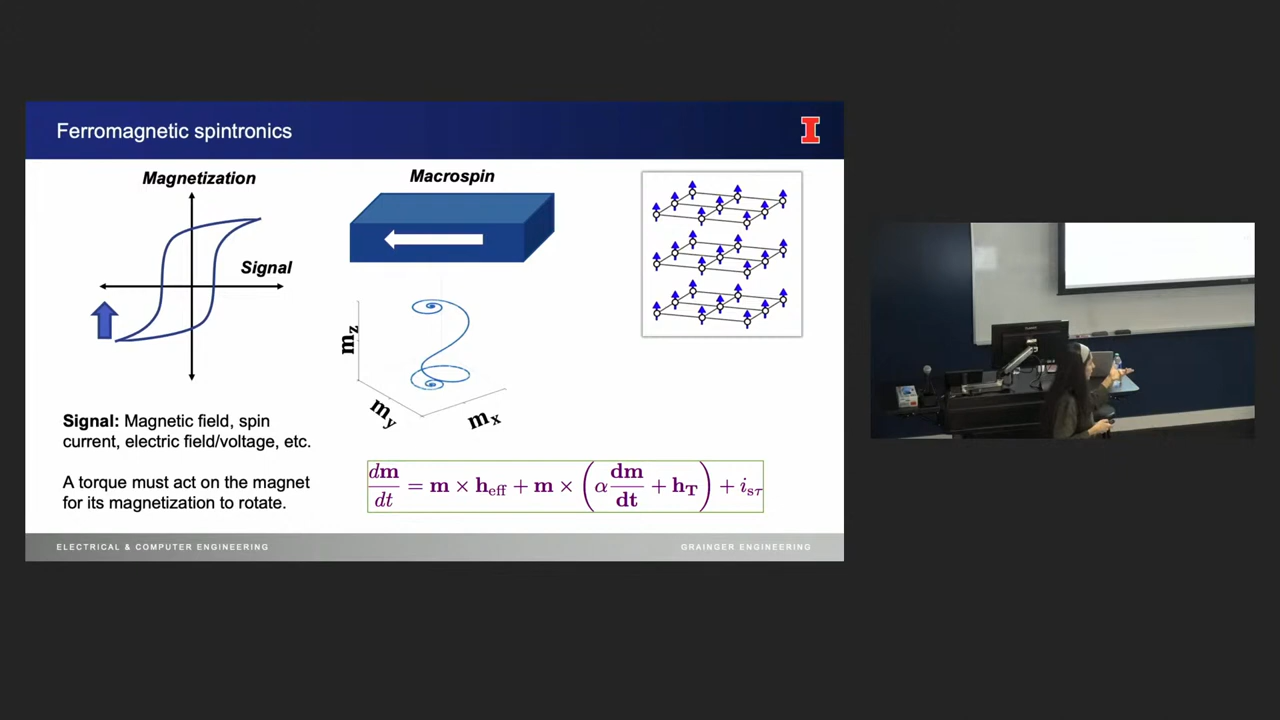 Ferromagnetic spintronics
I
Magnetization
Signal
Macrospin
m_z
m_y
m_x
Signal: Magnetic field, spin
current, electric field/voltage, etc.
A torque must act on the magnet
for its magnetization to rotate.
dm/dt = m × h_eff + m × (α dm/dt + h_T) + i_sτ
ELECTRICAL & COMPUTER ENGINEERING
GRAINGER ENGINEERING